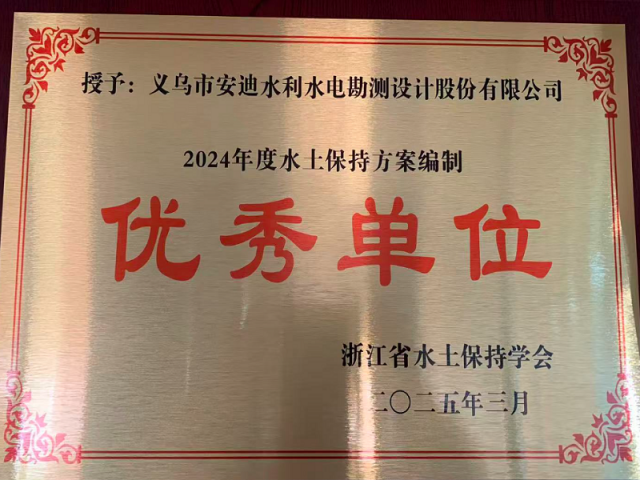 授予：义乌市安迪水利水电勘测设计股份有限公司
2024年度水土保持方案编制
优秀单位
浙江省水土保持学会
二〇二五年三月